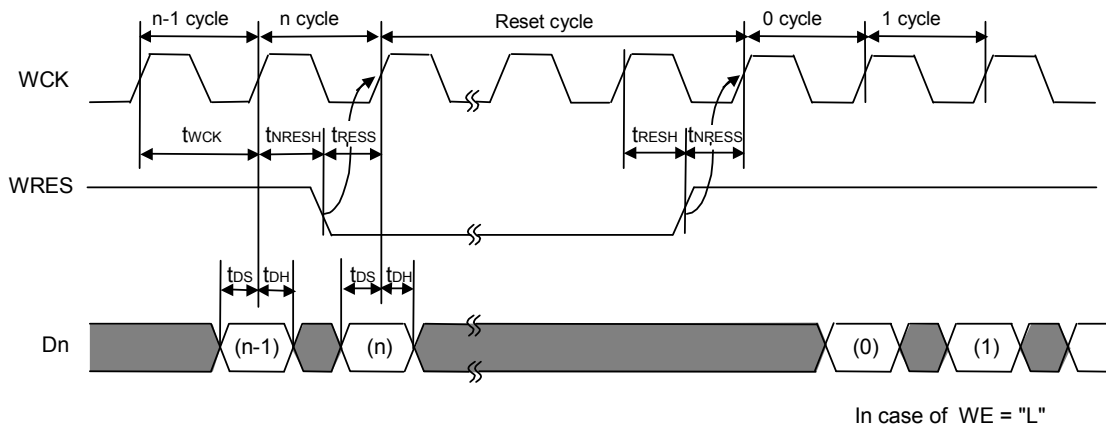 n-1 cycle n cycle Reset cycle 0 cycle 1 cycle
WCK
tWCK tNRESH tRESS tRESH tNRESS
WRES
tDS tDH tDS tDH
Dn (n-1) (n) (0) (1)
In case of WE = "L"